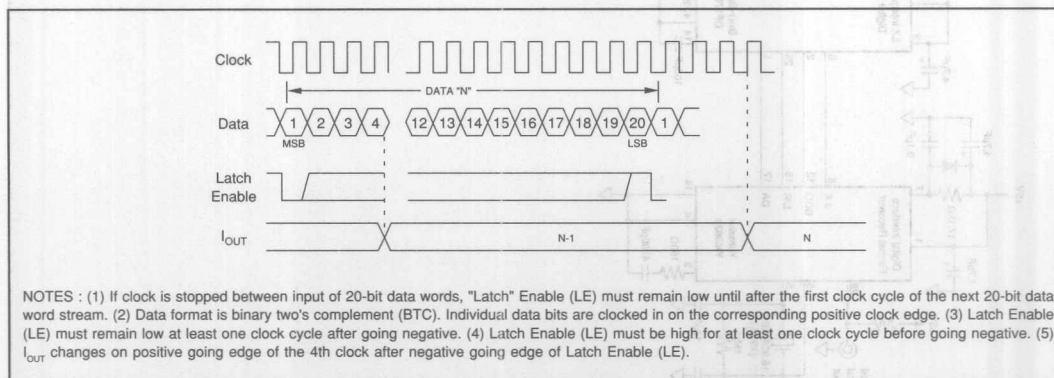 Clock
DATA "N"
Data
1 2 3 4 12 13 14 15 16 17 18 19 20 1
MSB LSB
Latch
Enable
IOUT
N-1 N
NOTES : (1) If clock is stopped between input of 20-bit data words, "Latch" Enable (LE) must remain low until after the first clock cycle of the next 20-bit data
word stream. (2) Data format is binary two's complement (BTC). Individual data bits are clocked in on the corresponding positive clock edge. (3) Latch Enable
(LE) must remain low at least one clock cycle after going negative. (4) Latch Enable (LE) must be high for at least one clock cycle before going negative. (5)
IOUT changes on positive going edge of the 4th clock after negative going edge of Latch Enable (LE).